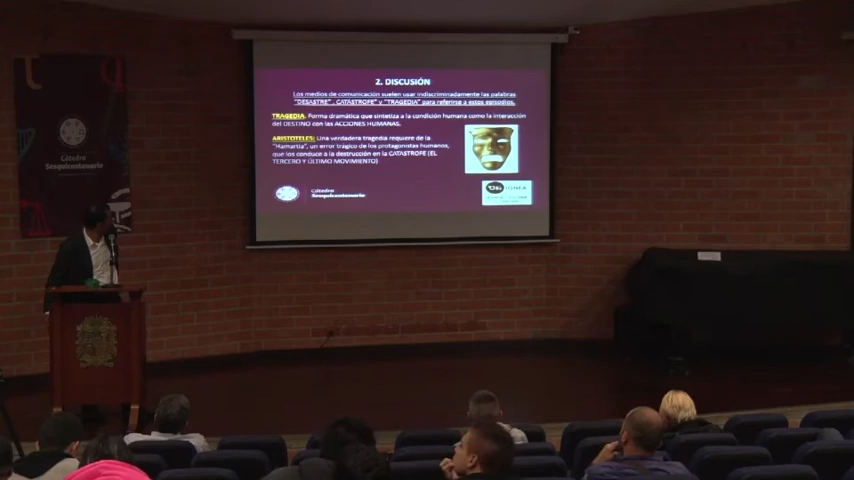 Cátedra
Sesquicentenario
2. DISCUSIÓN
Los medios de comunicación suelen usar indiscriminadamente las palabras
"DESASTRE", CATÁSTROFE" y "TRAGEDIA" para referirse a estos episodios.
TRAGEDIA. Forma dramática que sintetiza a la condición humana como la interacción
del DESTINO con las ACCIONES HUMANAS.
ARISTÓTELES: Una verdadera tragedia requiere de la
"Hamartia", un error trágico de los protagonistas humanos,
que los conduce a la destrucción en la CATASTROFE (EL
TERCERO Y ÚLTIMO MOVIMIENTO)
Cátedra
Sesquicentenario